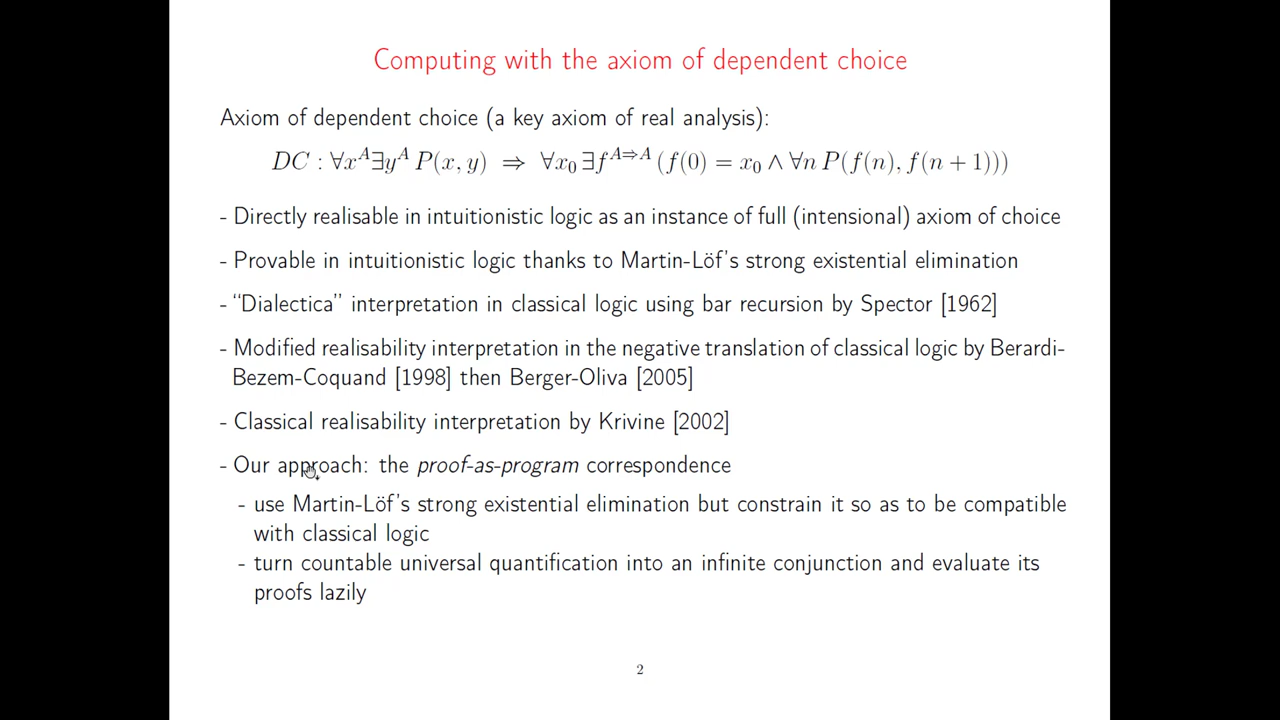 Computing with the axiom of dependent choice
Axiom of dependent choice (a key axiom of real analysis):
DC : ∀x^A∃y^A P(x, y) ⇒ ∀x₀ ∃f^{A⇒A} (f(0) = x₀ ∧ ∀n P(f(n), f(n + 1)))
- Directly realisable in intuitionistic logic as an instance of full (intensional) axiom of choice
- Provable in intuitionistic logic thanks to Martin-Löf's strong existential elimination
- "Dialectica" interpretation in classical logic using bar recursion by Spector [1962]
- Modified realisability interpretation in the negative translation of classical logic by Berardi-
Bezem-Coquand [1998] then Berger-Oliva [2005]
- Classical realisability interpretation by Krivine [2002]
- Our approach: the proof-as-program correspondence
- use Martin-Löf's strong existential elimination but constrain it so as to be compatible
with classical logic
- turn countable universal quantification into an infinite conjunction and evaluate its
proofs lazily
2